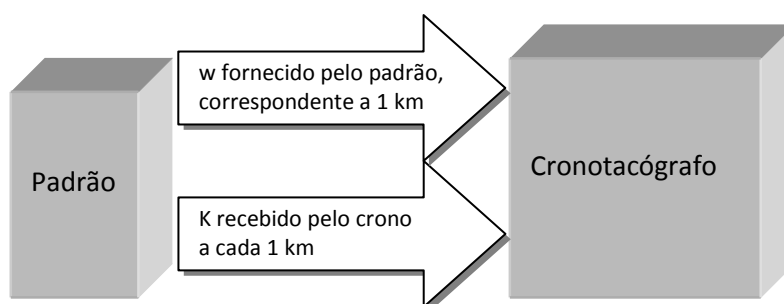 Padrão
w fornecido pelo padrão,
correspondente a 1 km
K recebido pelo crono
a cada 1 km
Cronotacógrafo